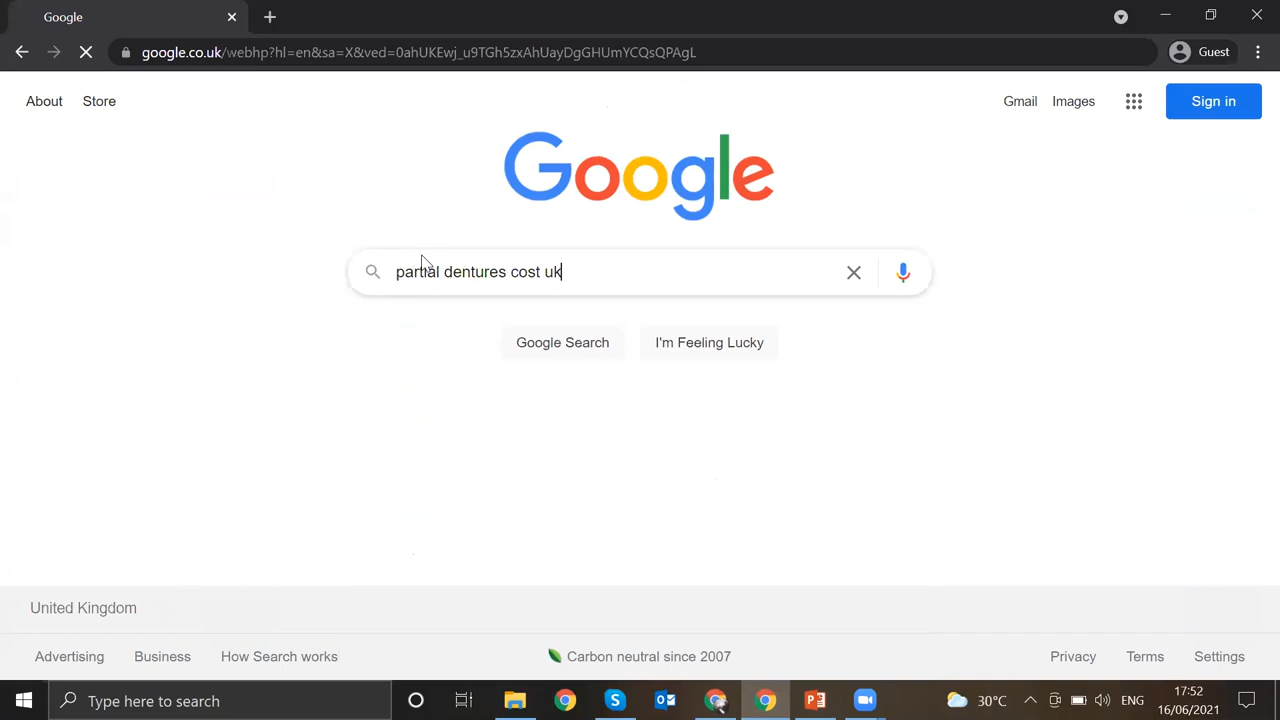 Google
google.co.uk/webhp?hl=en&sa=X&ved=0ahUKEwj_u9TGh5zxAhUayDgGHUmYCQsQPAgL
Guest
About Store
Gmail Images Sign in
Google
partial dentures cost uk
Google Search I'm Feeling Lucky
United Kingdom
Advertising Business How Search works Carbon neutral since 2007 Privacy Terms Settings
Type here to search 30°C ENG 17:52
16/06/2021